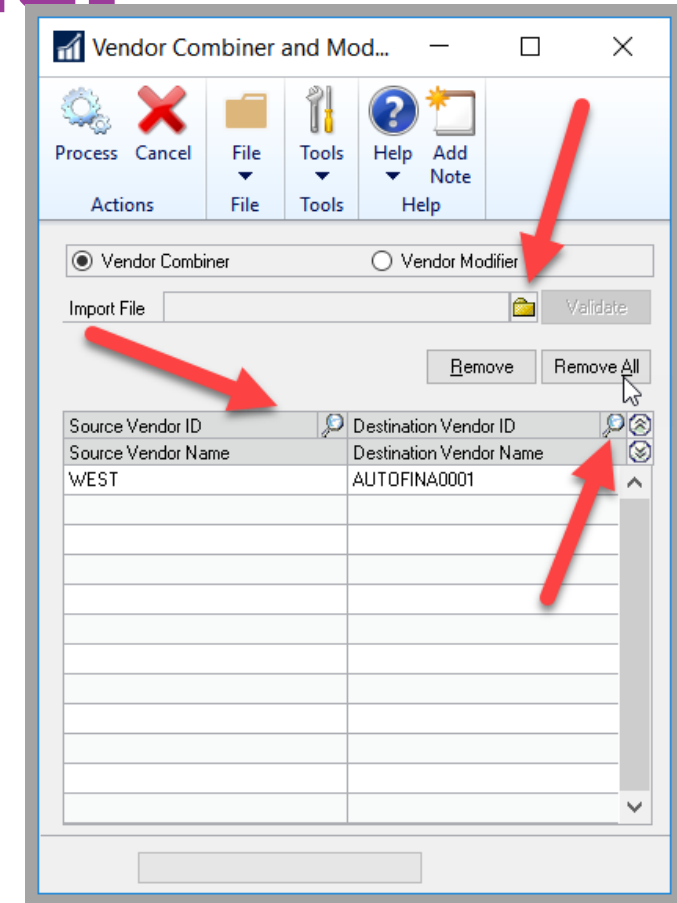 Vendor Combiner and Mod...
Process Cancel File Tools Help Add Note
Actions File Tools Help
Vendor Combiner Vendor Modifier
Import File Validate
Remove Remove All
Source Vendor ID Destination Vendor ID
Source Vendor Name Destination Vendor Name
WEST AUTOFINA0001